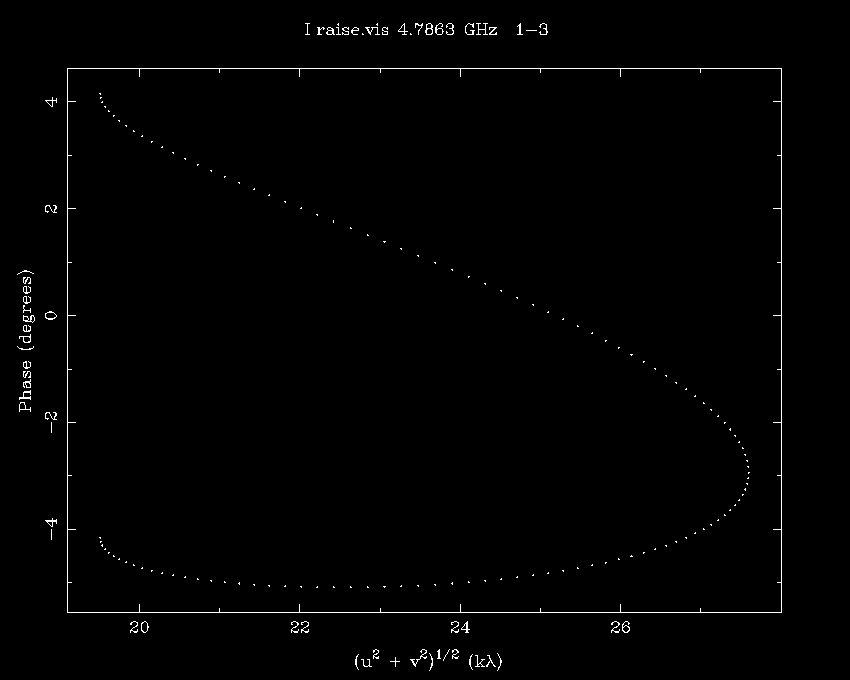 I raise.vis 4.7863 GHz 1−3
4
2
0
−2
−4
Phase (degrees)
20 22 24 26
(u² + v²)^1/2 (kλ)